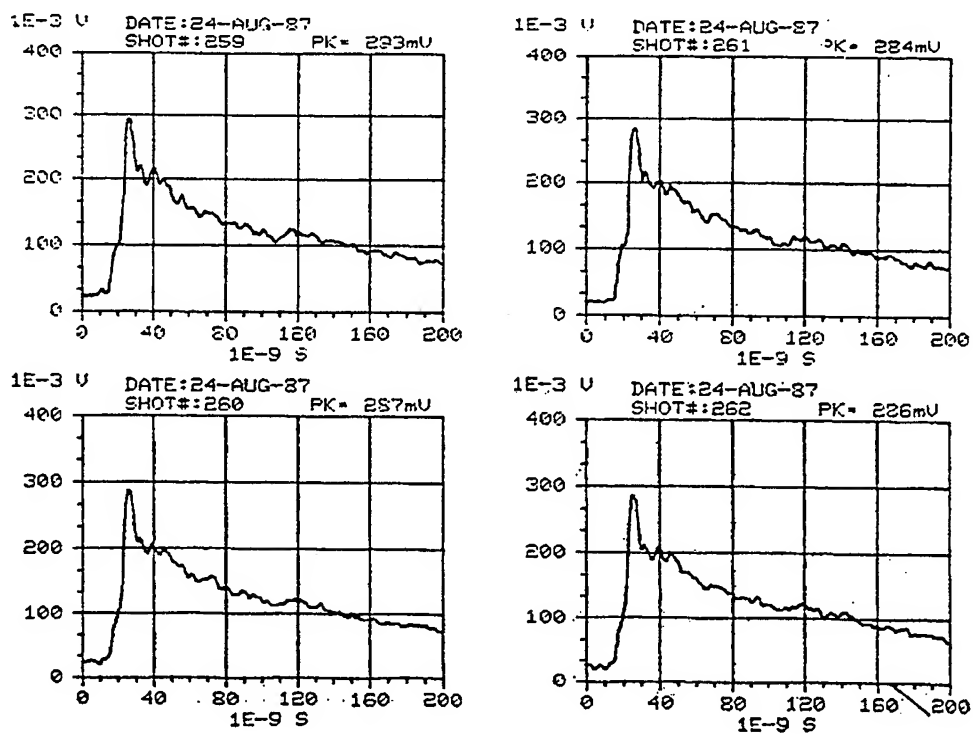 1E-3 V
DATE:24-AUG-87
SHOT#:259 PK= 293mV
400
300
200
100
0
0 40 80 120 160 200
1E-9 S
1E-3 V
DATE:24-AUG-87
SHOT#:261 PK= 284mV
400
300
200
100
0
0 40 80 120 160 200
1E-9 S
1E-3 V
DATE:24-AUG-87
SHOT#:260 PK= 287mV
400
300
200
100
0
0 40 80 120 160 200
1E-9 S
1E-3 V
DATE:24-AUG-87
SHOT#:262 PK= 286mV
400
300
200
100
0
0 40 80 120 160 200
1E-9 S